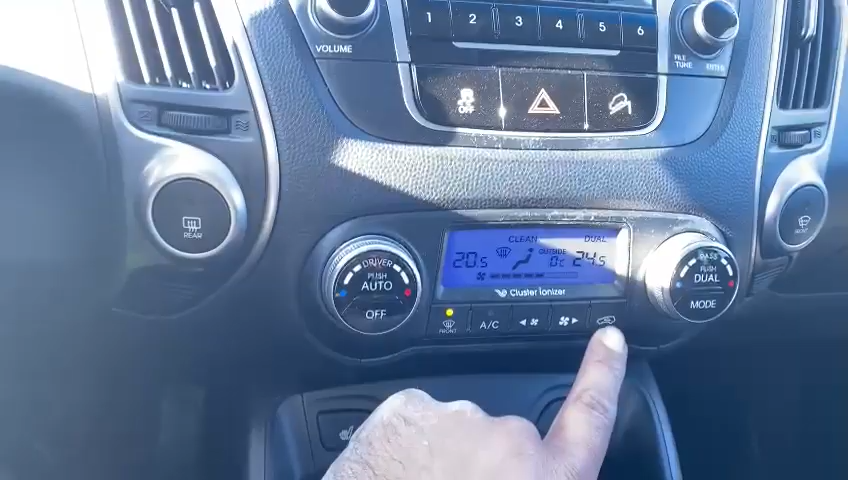 1 2 3 4 5 6
VOLUME
FILE
TUNE
ENTER
OFF
REAR
CLEAN DUAL
OUTSIDE
20.5 0°c 24.5
Cluster Ionizer
DRIVER
PUSH
AUTO
OFF
PASS
PUSH
DUAL
MODE
FRONT
A/C